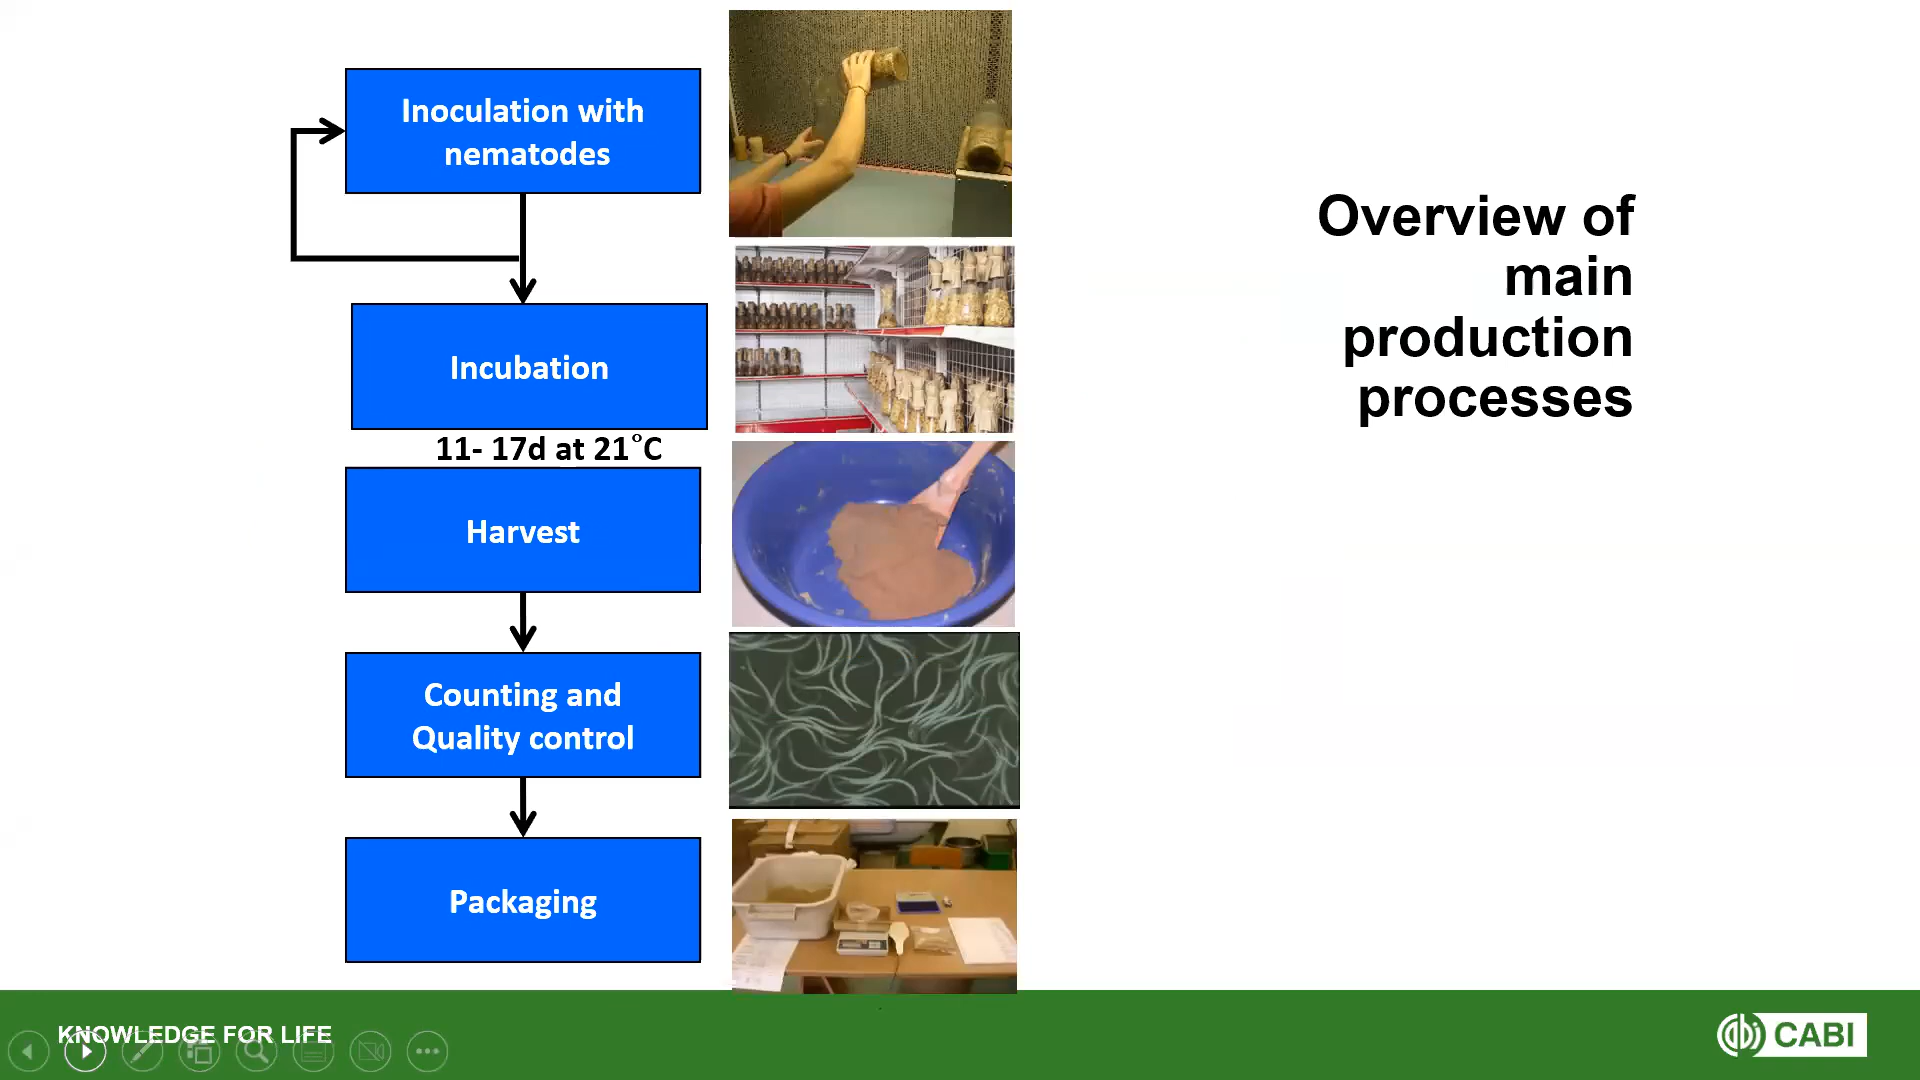 Inoculation with
nematodes
Incubation
11- 17d at 21°C
Harvest
Counting and
Quality control
Packaging
Overview of
main
production
processes
KNOWLEDGE FOR LIFE
CABI